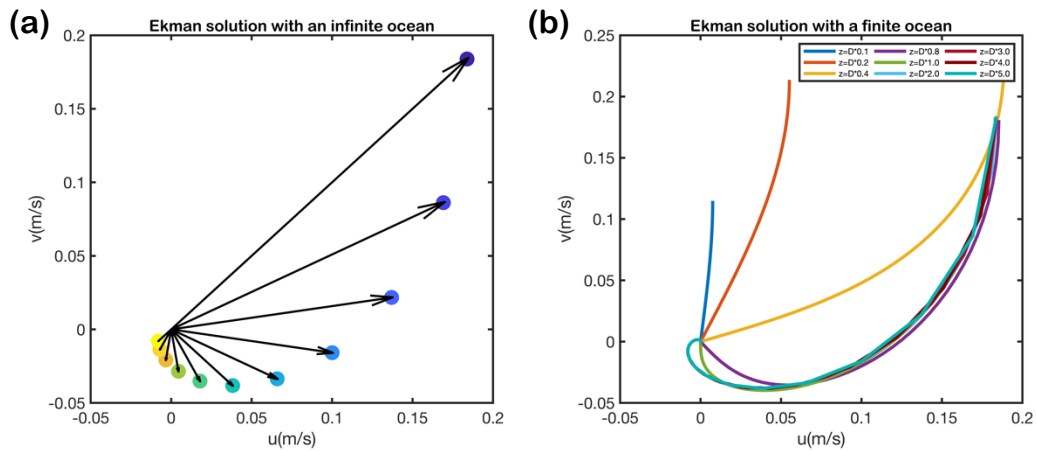 (a)
Ekman solution with an infinite ocean
0.2
0.15
0.1
0.05
0
-0.05
v(m/s)
-0.05 0 0.05 0.1 0.15 0.2
u(m/s)
(b)
Ekman solution with a finite ocean
z=D*0.1 z=D*0.8 z=D*3.0
z=D*0.2 z=D*1.0 z=D*4.0
z=D*0.4 z=D*2.0 z=D*5.0
0.25
0.2
0.15
0.1
0.05
0
-0.05
v(m/s)
-0.05 0 0.05 0.1 0.15 0.2
u(m/s)